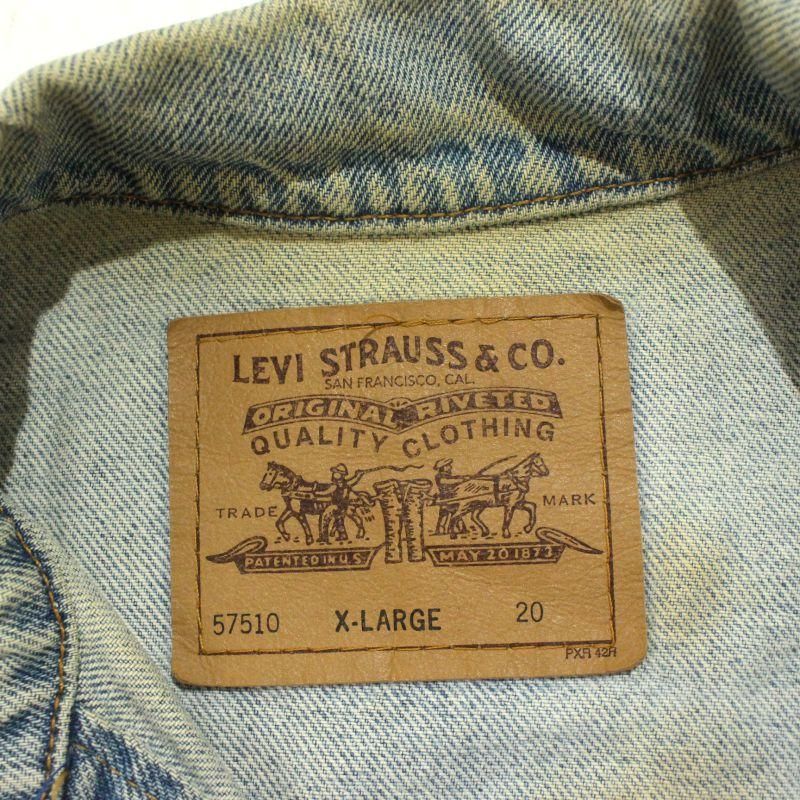 LEVI STRAUSS & CO.
SAN FRANCISCO, CAL.
ORIGINAL RIVETED
QUALITY CLOTHING
TRADE MARK
PATENTED IN U.S. MAY 20 1873
57510 X-LARGE 20
PXR 42H